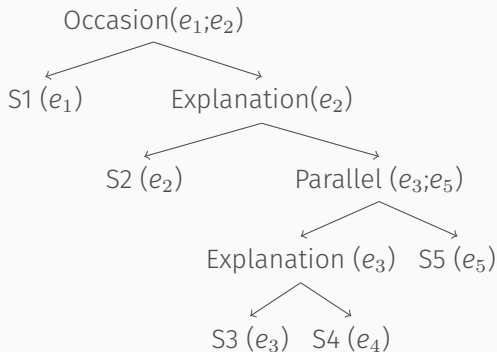 Occasion(e₁;e₂)
S1 (e₁) Explanation(e₂)
S2 (e₂) Parallel (e₃;e₅)
Explanation (e₃) S5 (e₅)
S3 (e₃) S4 (e₄)